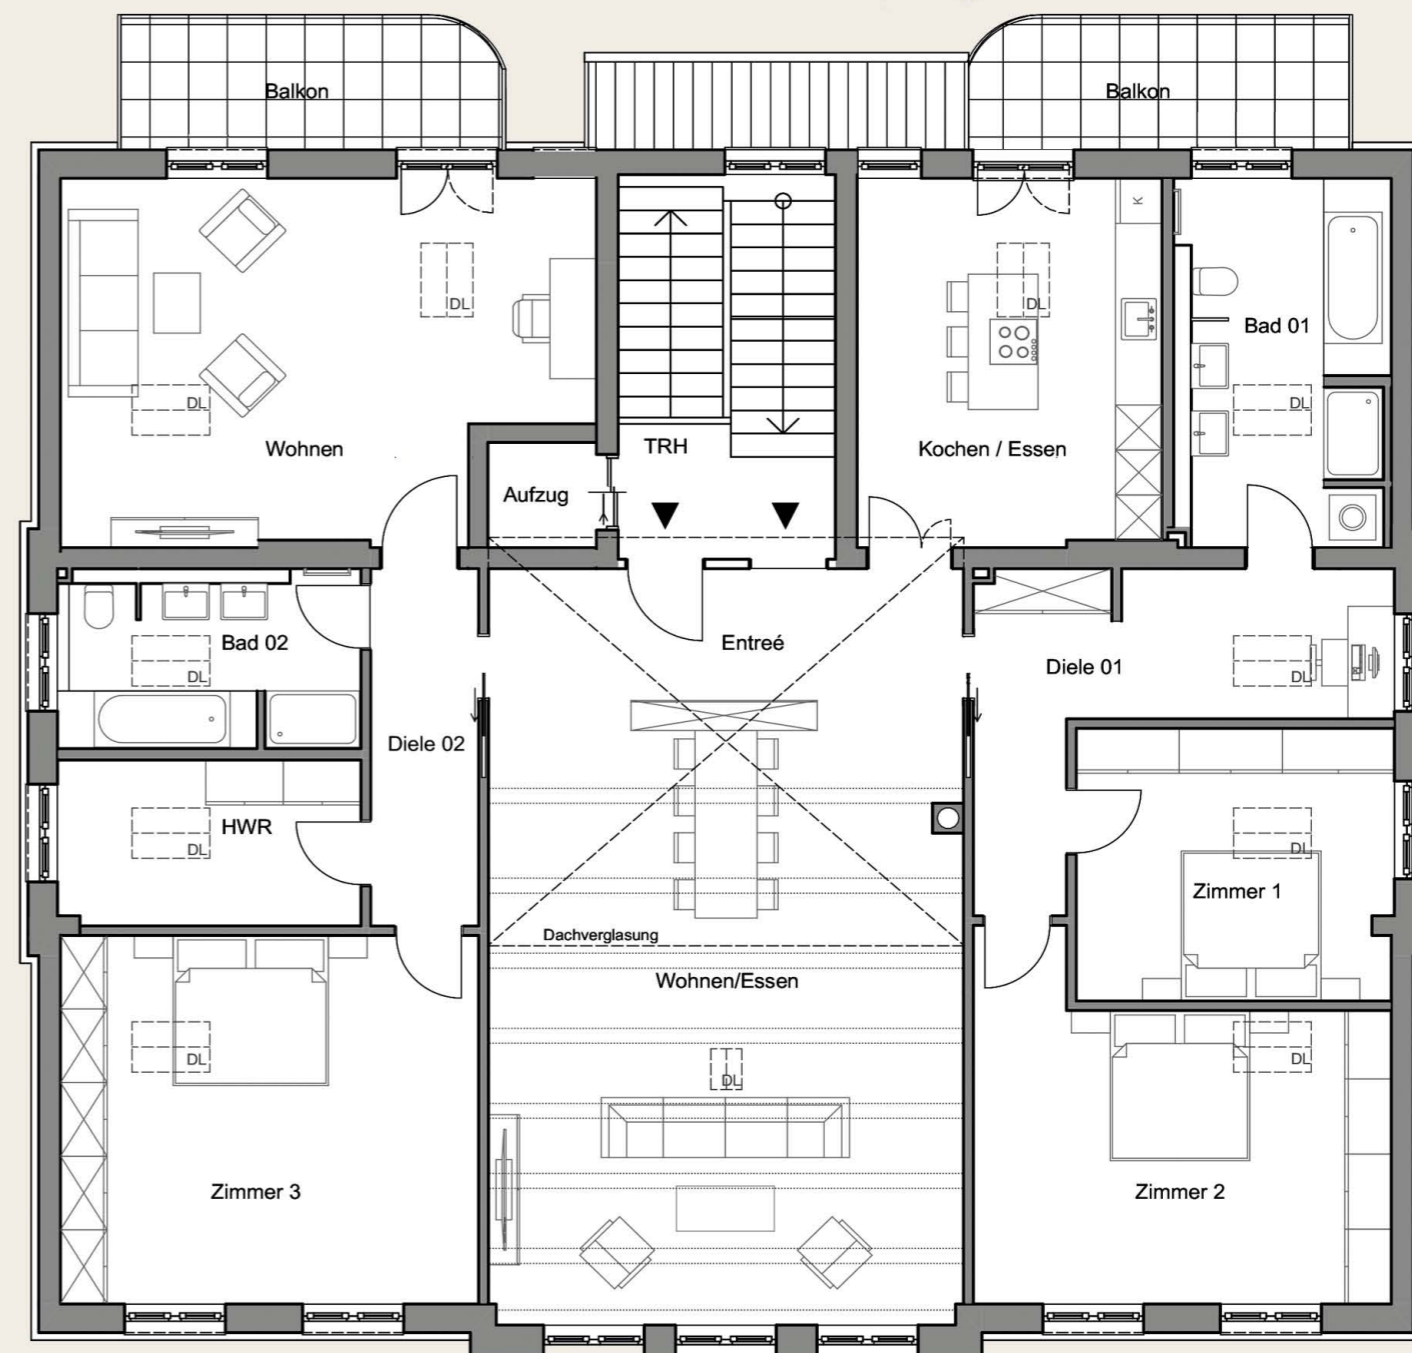 Balkon
Balkon
K
DL
DL
Bad 01
DL
DL
Wohnen
TRH
Kochen / Essen
Aufzug
Bad 02
DL
Entreé
Diele 01
DL
Diele 02
HWR
DL
DL
Zimmer 1
Dachverglasung
Wohnen/Essen
DL
DL
DL
Zimmer 3
Zimmer 2